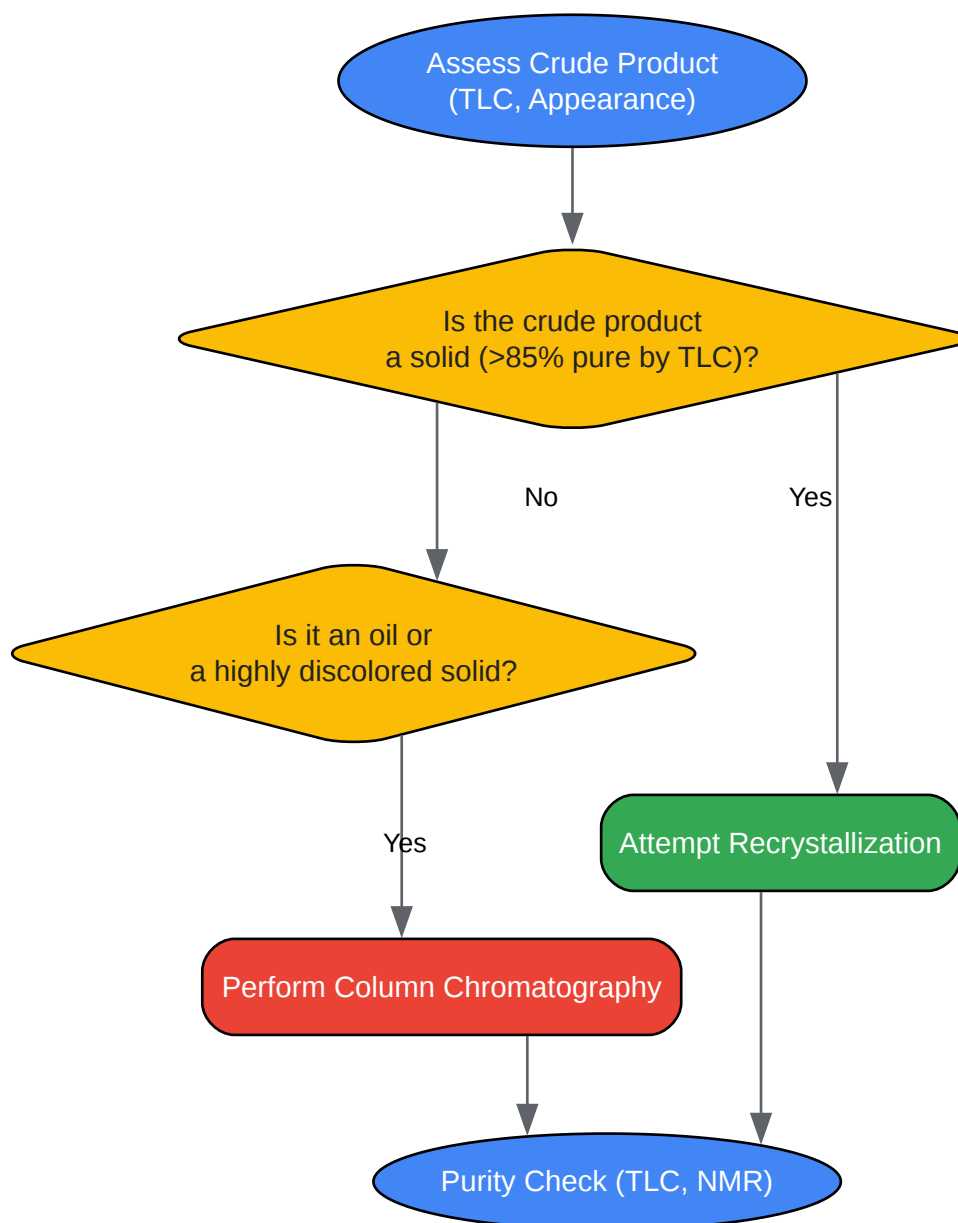 Assess Crude Product
(TLC, Appearance)
Is the crude product
a solid (>85% pure by TLC)?
No
Yes
Is it an oil or
a highly discolored solid?
Yes
Attempt Recrystallization
Perform Column Chromatography
Purity Check (TLC, NMR)